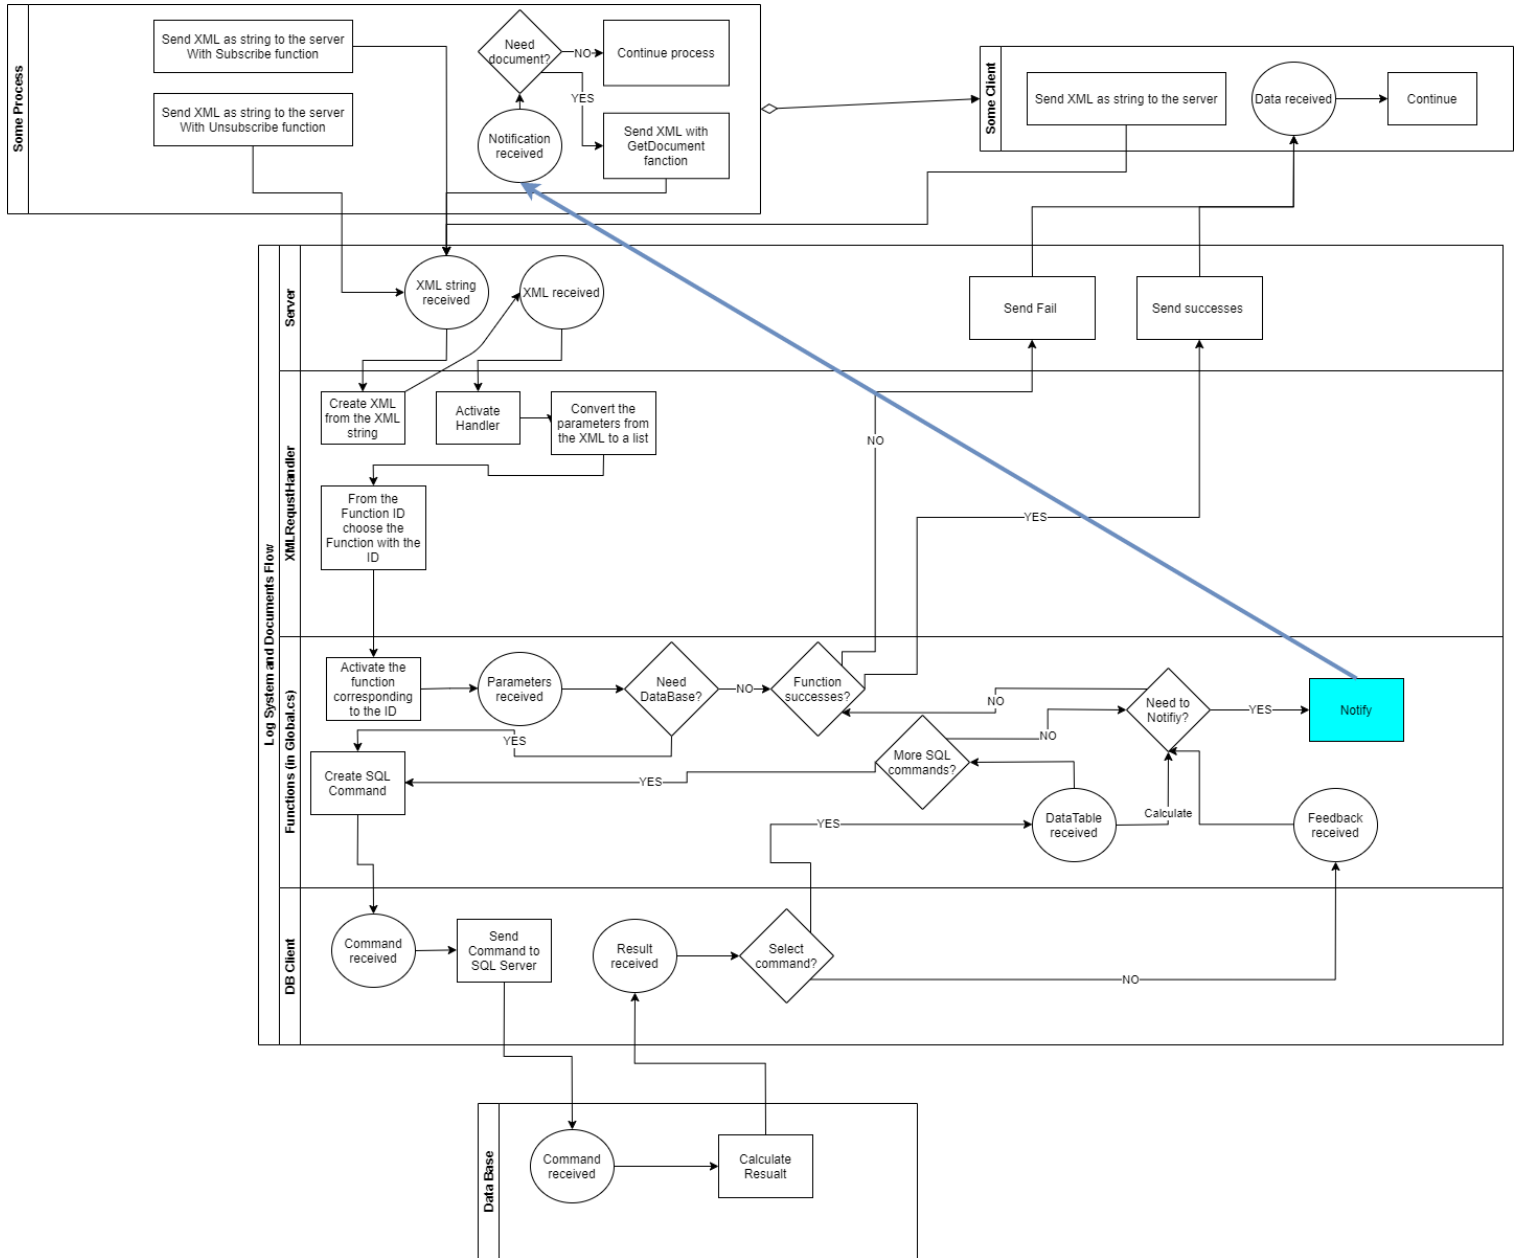 Some Process
Send XML as string to the server
With Subscribe function
Send XML as string to the server
With Unsubscribe function
Need
document?
NO
Continue process
YES
Notification
received
Send XML with
GetDocument
fanction
Some Client
Send XML as string to the server
Data received
Continue
Log System and Documents Flow
Server
XML string
received
XML received
Send Fail
Send successes
XMLRequstHandler
Create XML
from the XML
string
Activate
Handler
Convert the
parameters from
the XML to a list
NO
From the
Function ID
choose the
Function with the
ID
YES
Functions (in Global.cs)
Activate the
function
corresponding
to the ID
Parameters
received
Need
DataBase?
NO
Function
successes?
NO
Need to
Notifiy?
YES
Notify
YES
Create SQL
Command
YES
More SQL
commands?
NO
YES
DataTable
received
Calculate
Feedback
received
DB Client
Command
received
Send
Command to
SQL Server
Result
received
Select
command?
NO
Data Base
Command
received
Calculate
Resualt